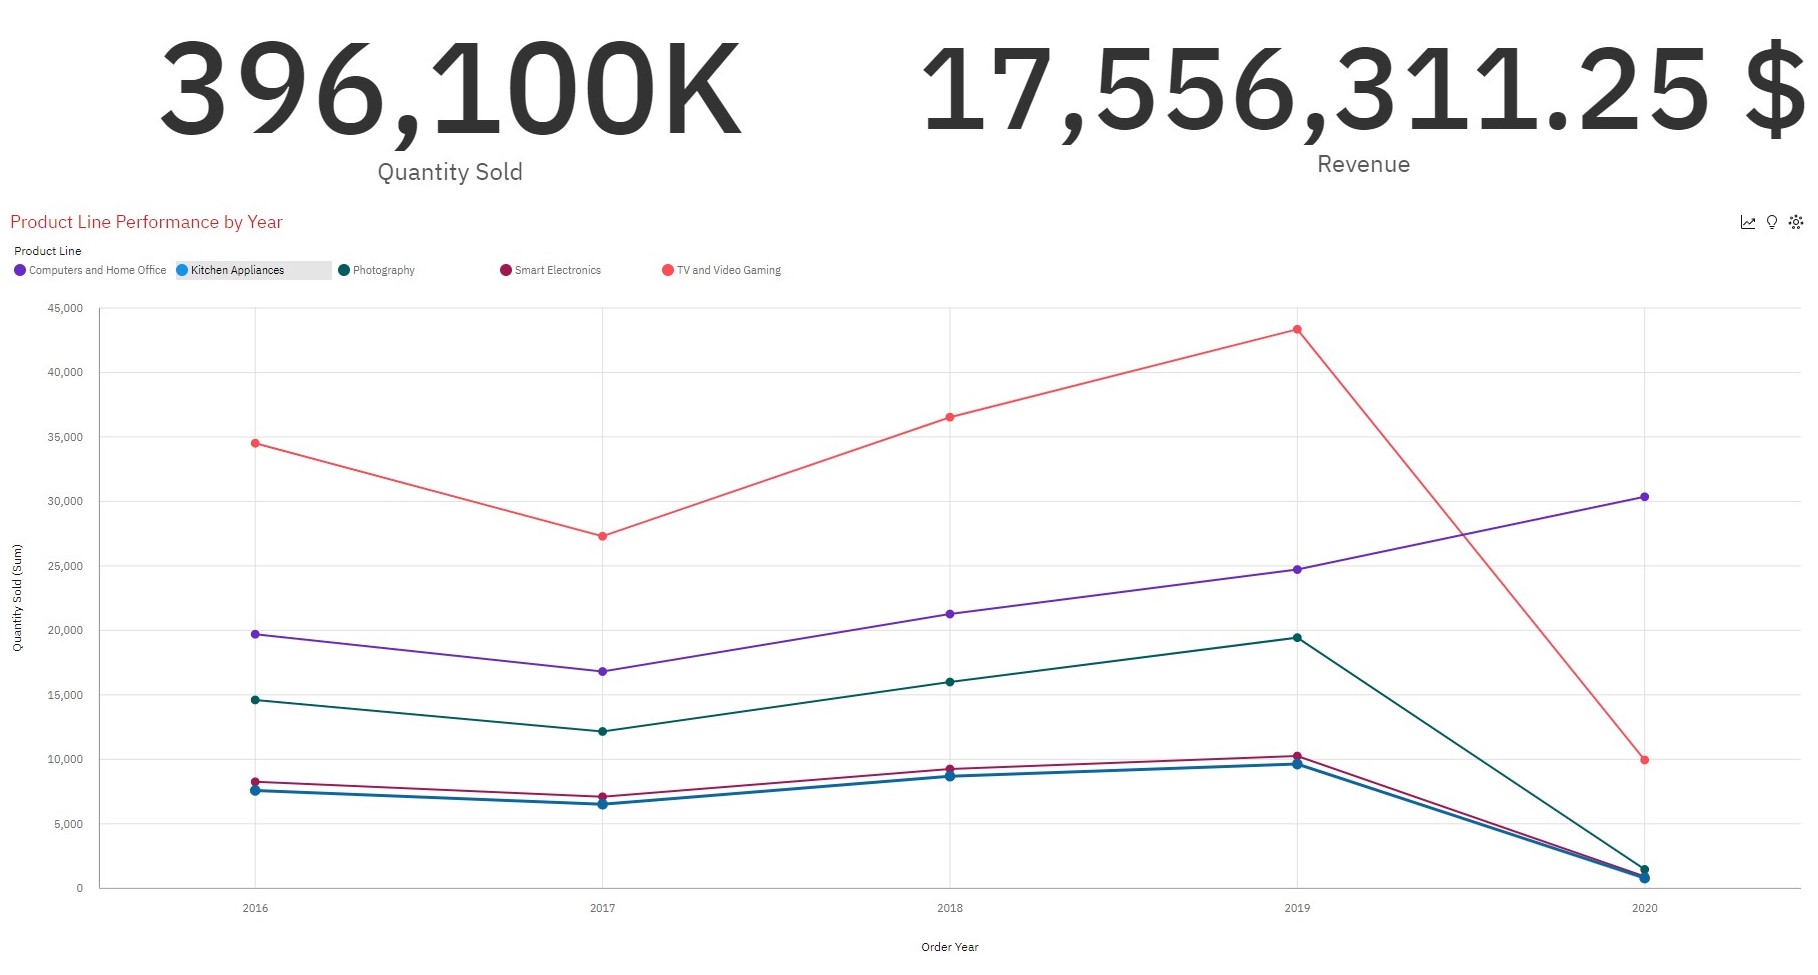 396,100K
Quantity Sold
17,556,311.25 $
Revenue
Product Line Performance by Year
Product Line
Computers and Home Office Kitchen Appliances Photography Smart Electronics TV and Video Gaming
45,000
40,000
35,000
30,000
25,000
20,000
15,000
10,000
5,000
0
Quantity Sold (Sum)
2016 2017 2018 2019 2020
Order Year